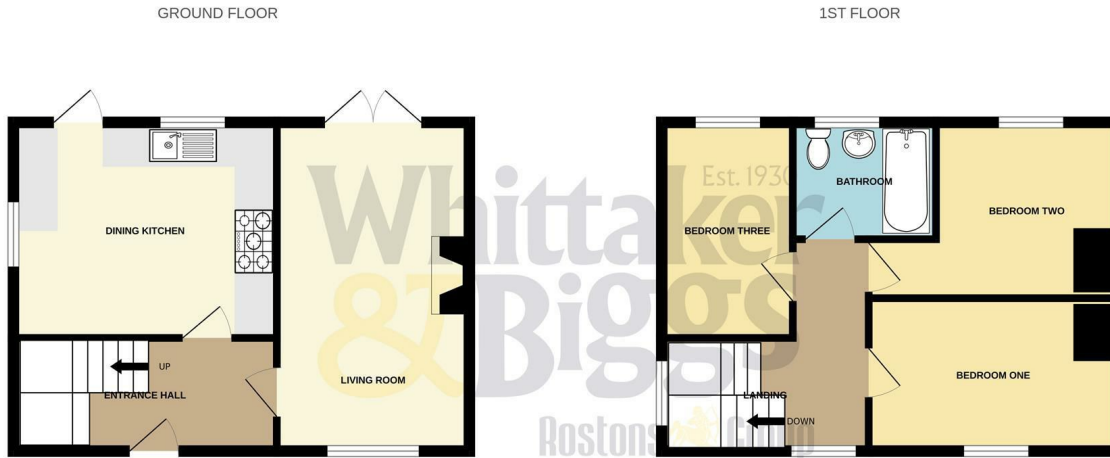 GROUND FLOOR
1ST FLOOR
DINING KITCHEN
LIVING ROOM
UP
ENTRANCE HALL
BEDROOM THREE
BATHROOM
BEDROOM TWO
BEDROOM ONE
LANDING
DOWN
Est. 1930
Whittaker
& Biggs
Rostons Group